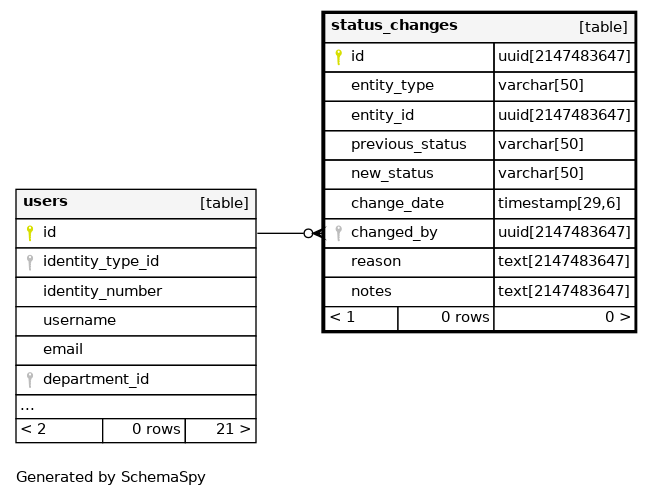 status_changes [table]
id uuid[2147483647]
entity_type varchar[50]
entity_id uuid[2147483647]
previous_status varchar[50]
new_status varchar[50]
change_date timestamp[29,6]
changed_by uuid[2147483647]
reason text[2147483647]
notes text[2147483647]
< 1 0 rows 0 >
users [table]
id
identity_type_id
identity_number
username
email
department_id
...
< 2 0 rows 21 >
Generated by SchemaSpy